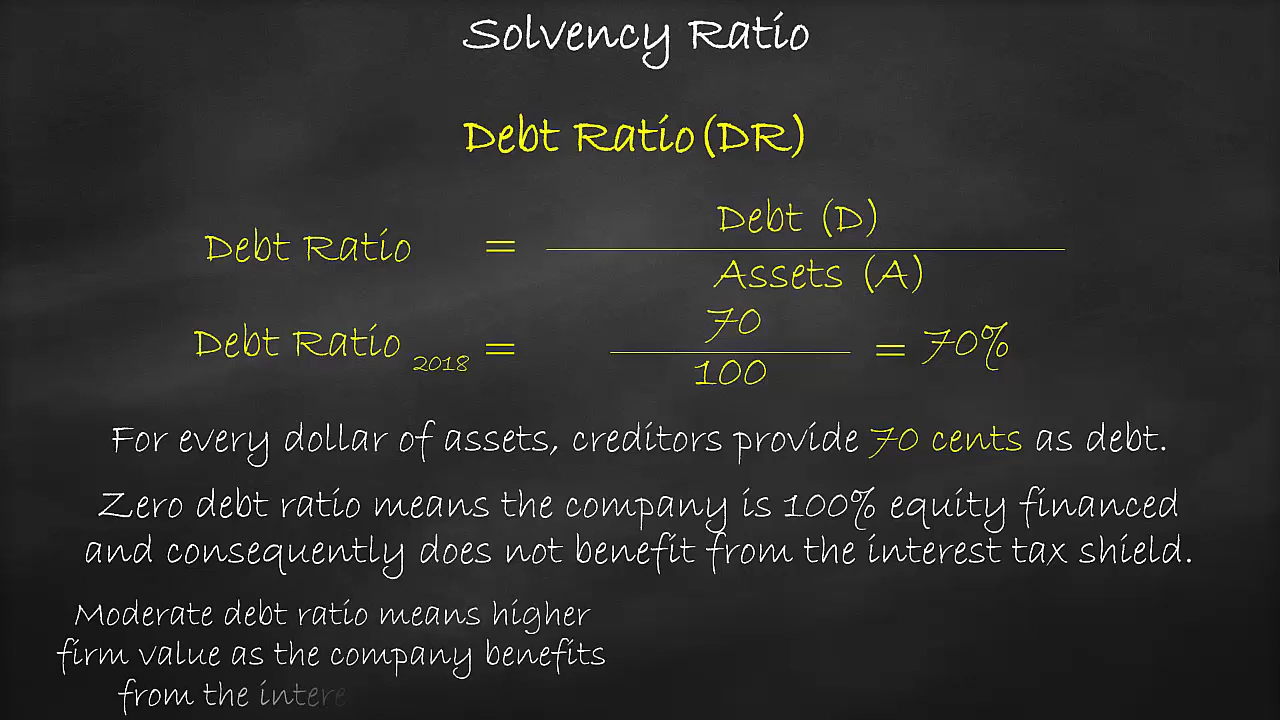 Solvency Ratio
Debt Ratio (DR)
Debt Ratio = Debt (D)
Assets (A)
Debt Ratio 2018 = 70
100
= 70%
For every dollar of assets, creditors provide 70 cents as debt.
Zero debt ratio means the company is 100% equity financed
and consequently does not benefit from the interest tax shield.
Moderate debt ratio means higher
firm value as the company benefits
from the intere